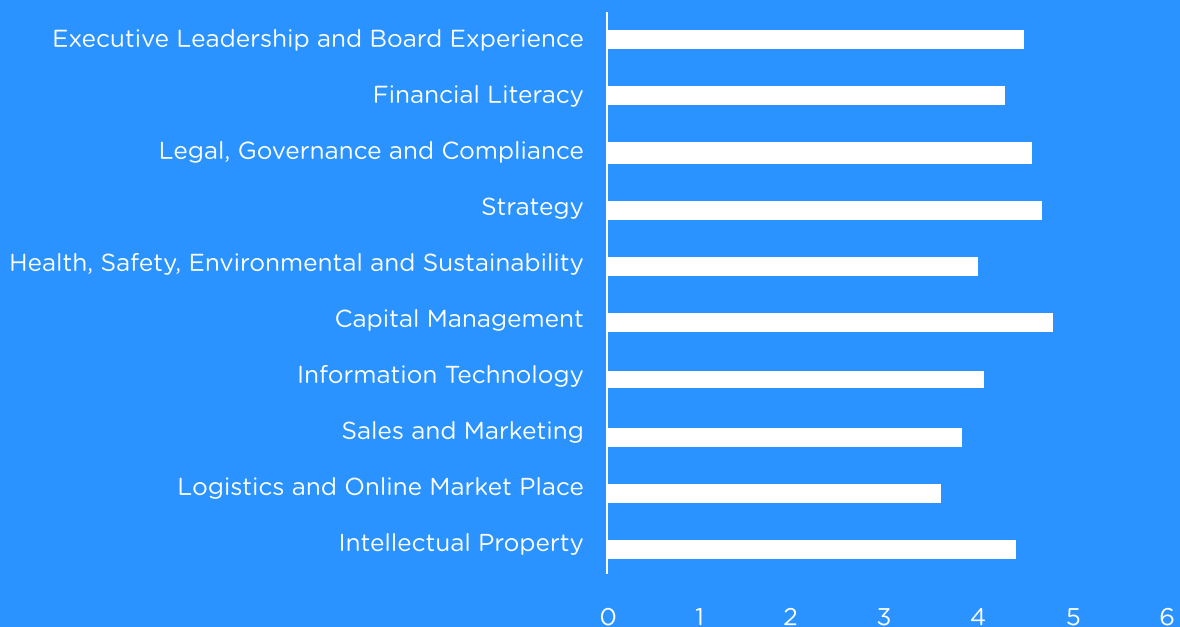 Executive Leadership and Board Experience
Financial Literacy
Legal, Governance and Compliance
Strategy
Health, Safety, Environmental and Sustainability
Capital Management
Information Technology
Sales and Marketing
Logistics and Online Market Place
Intellectual Property
0 1 2 3 4 5 6